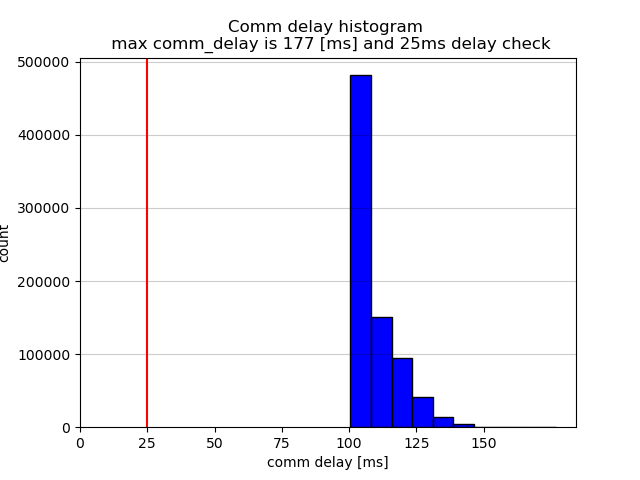 Comm delay histogram
max comm_delay is 177 [ms] and 25ms delay check
500000
400000
300000
200000
100000
0
count
0 25 50 75 100 125 150
comm delay [ms]